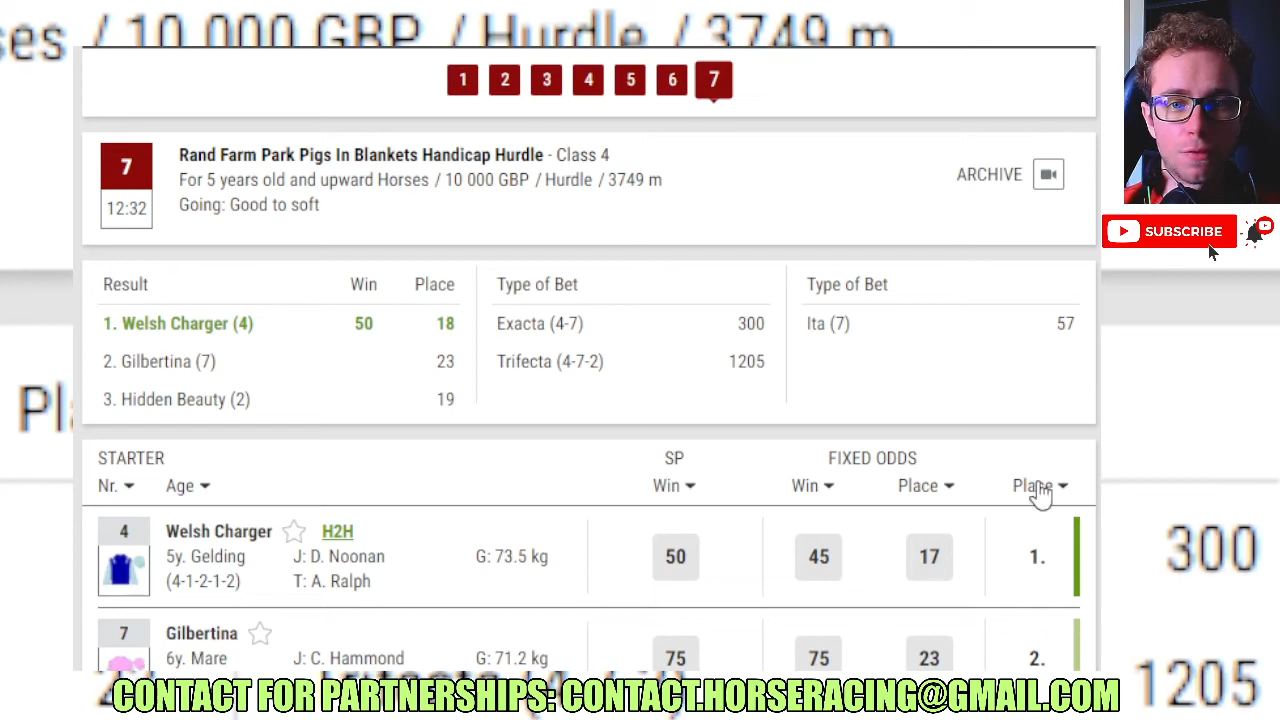 ses / 10 000 GBP / Hurdle / 3749 m
1 2 3 4 5 6 7
7
12:32
Rand Farm Park Pigs In Blankets Handicap Hurdle - Class 4
For 5 years old and upward Horses / 10 000 GBP / Hurdle / 3749 m
Going: Good to soft
ARCHIVE
SUBSCRIBE
Result Win Place
1. Welsh Charger (4) 50 18
2. Gilbertina (7) 23
3. Hidden Beauty (2) 19
Type of Bet
Exacta (4-7) 300
Trifecta (4-7-2) 1205
Type of Bet
Ita (7) 57
Pla
STARTER SP FIXED ODDS
Nr. Age Win Win Place Place
4 Welsh Charger H2H
5y. Gelding J: D. Noonan G: 73.5 kg 50 45 17 1.
(4-1-2-1-2) T: A. Ralph
7 Gilbertina
6y. Mare J: C. Hammond G: 71.2 kg 75 75 23 2.
300
1205
CONTACT FOR PARTNERSHIPS: CONTACT.HORSERACING@GMAIL.COM